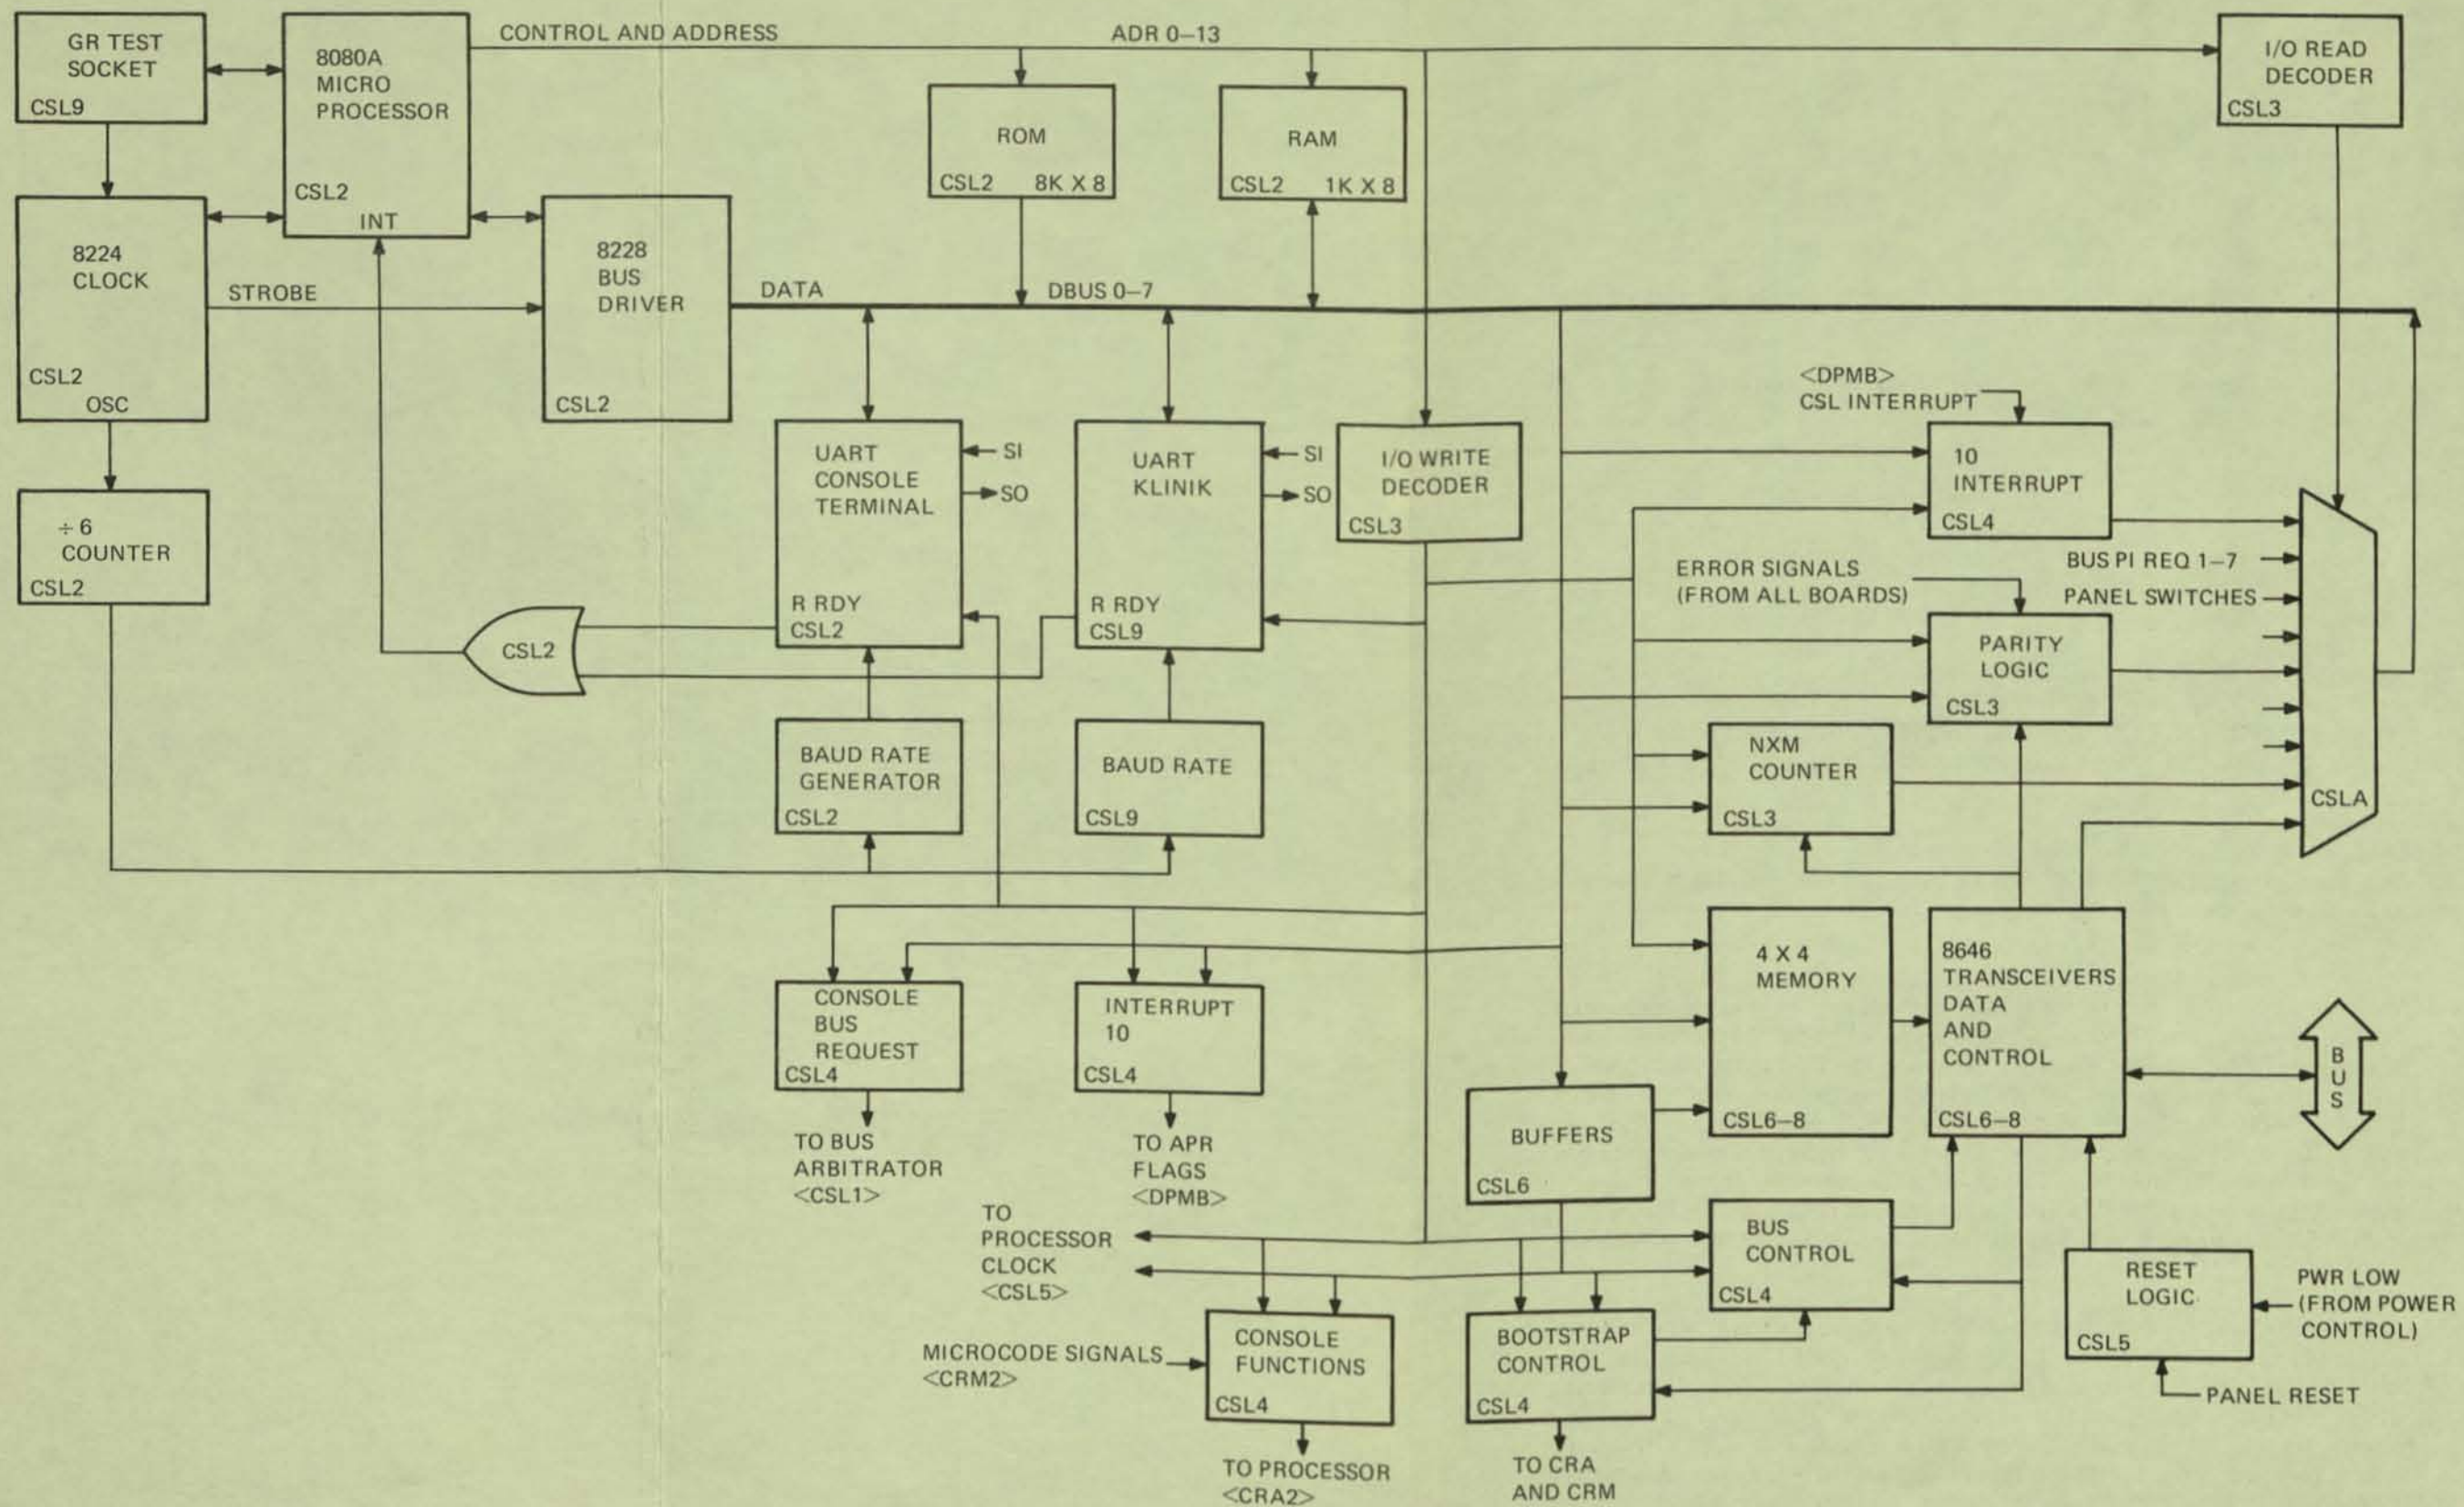 GR TEST
SOCKET
CSL9
8080A
MICRO
PROCESSOR
CSL2
INT
CONTROL AND ADDRESS
ADR 0–13
I/O READ
DECODER
CSL3
ROM
CSL2 8K X 8
RAM
CSL2 1K X 8
8224
CLOCK
CSL2
OSC
STROBE
8228
BUS
DRIVER
CSL2
DATA
DBUS 0–7
÷ 6
COUNTER
CSL2
UART
CONSOLE
TERMINAL
R RDY
CSL2
SI
SO
UART
KLINIK
R RDY
CSL9
SI
SO
I/O WRITE
DECODER
CSL3
<DPMB>
CSL INTERRUPT
10
INTERRUPT
CSL4
BUS PI REQ 1–7
PANEL SWITCHES
ERROR SIGNALS
(FROM ALL BOARDS)
PARITY
LOGIC
CSL3
CSL2
BAUD RATE
GENERATOR
CSL2
BAUD RATE
CSL9
NXM
COUNTER
CSL3
CSLA
4 X 4
MEMORY
CSL6–8
8646
TRANSCEIVERS
DATA
AND
CONTROL
CSL6–8
BUS
CONSOLE
BUS
REQUEST
CSL4
INTERRUPT
10
CSL4
TO BUS
ARBITRATOR
<CSL1>
TO APR
FLAGS
<DPMB>
BUFFERS
CSL6
TO
PROCESSOR
CLOCK
<CSL5>
BUS
CONTROL
CSL4
RESET
LOGIC
CSL5
PWR LOW
(FROM POWER
CONTROL)
PANEL RESET
MICROCODE SIGNALS
<CRM2>
CONSOLE
FUNCTIONS
CSL4
BOOTSTRAP
CONTROL
CSL4
TO PROCESSOR
<CRA2>
TO CRA
AND CRM